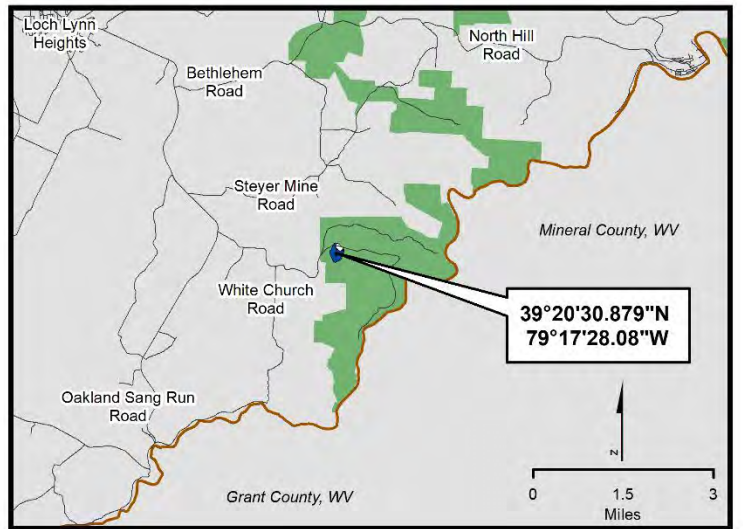 Loch Lynn
Heights
North Hill
Road
Bethlehem
Road
Steyer Mine
Road
Mineral County, WV
White Church
Road
39°20'30.879"N
79°17'28.08"W
Oakland Sang Run
Road
N
Grant County, WV
0 1.5 3
Miles